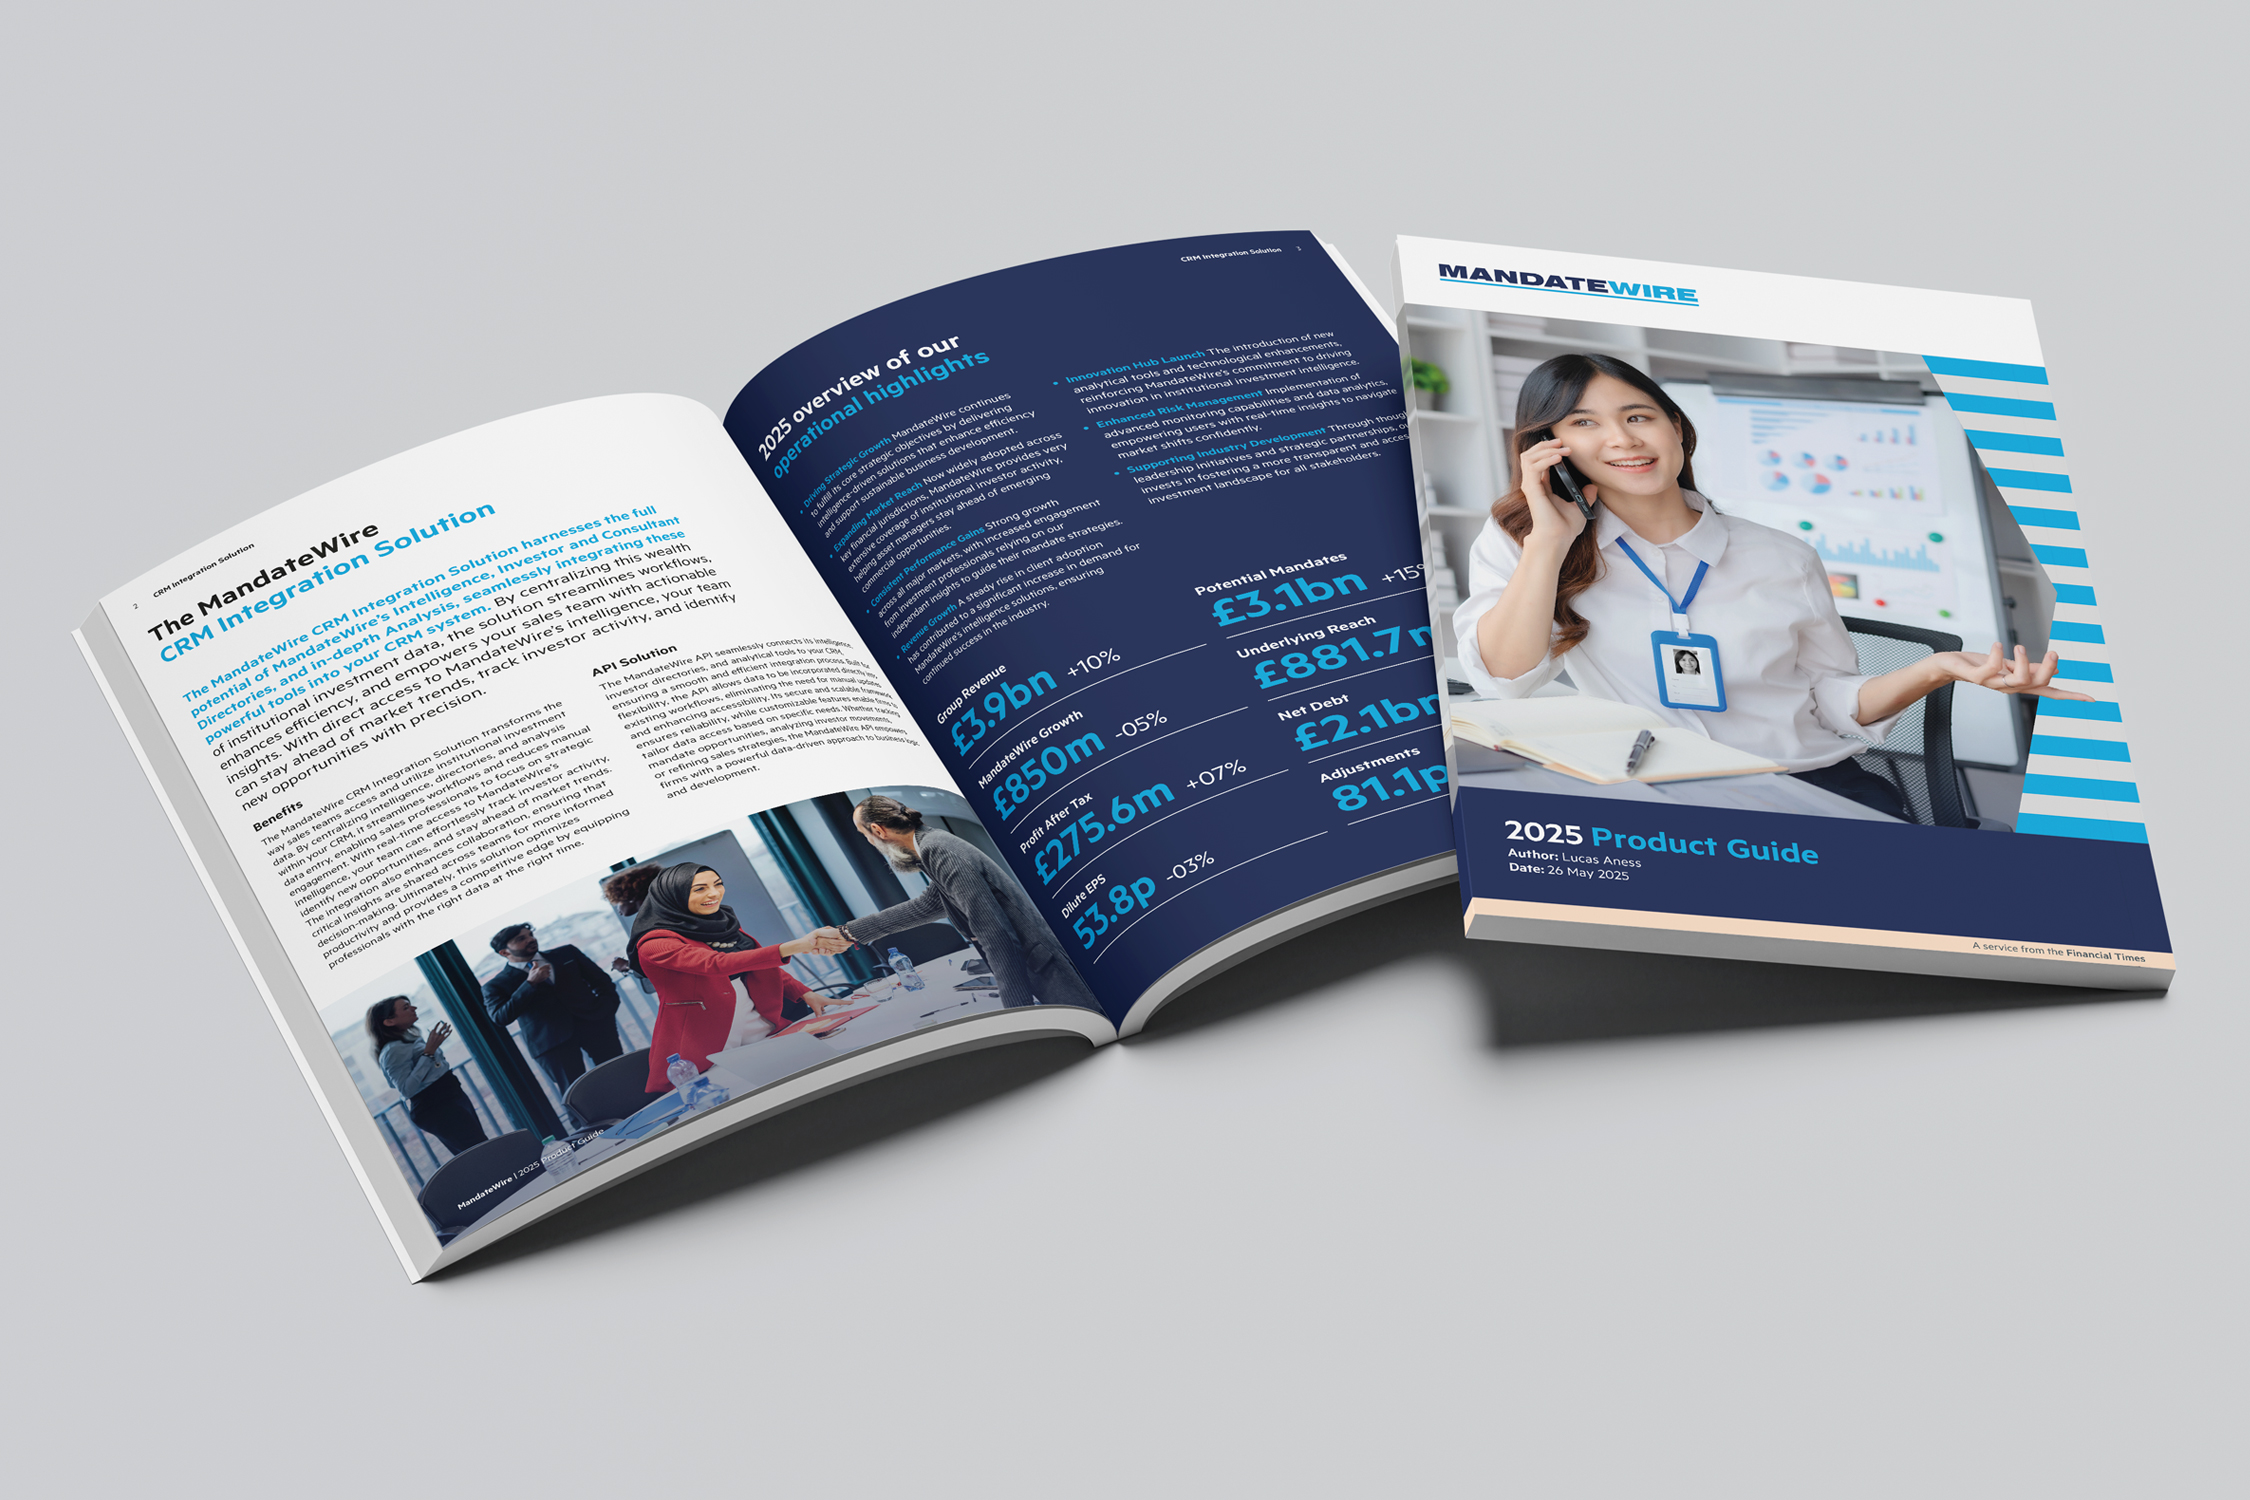 2 CRM Integration Solution
The MandateWire
CRM Integration Solution
The MandateWire CRM Integration Solution harnesses the full
potential of MandateWire's Intelligence, Investor and Consultant
Directories, and in-depth Analysis, seamlessly integrating these
powerful tools into your CRM system. By centralizing this wealth
of institutional investment data, the solution streamlines workflows,
enhances efficiency, and empowers your sales team with actionable
insights. With direct access to MandateWire's intelligence, your team
can stay ahead of market trends, track investor activity, and identify
new opportunities with precision.
Benefits
The MandateWire CRM Integration Solution transforms the
way sales teams access and utilize institutional investment
data. By centralizing intelligence, directories, and analysis
within your CRM, it streamlines workflows and reduces manual
data entry, enabling sales professionals to focus on strategic
engagement. With real-time access to MandateWire's
intelligence, your team can effortlessly track investor activity,
identify new opportunities, and stay ahead of market trends.
The integration also enhances collaboration, ensuring that
critical insights are shared across teams for more informed
decision-making. Ultimately, this solution optimizes
productivity and provides a competitive edge by equipping
professionals with the right data at the right time.
API Solution
The MandateWire API seamlessly connects its intelligence,
investor directories, and analytical tools to your CRM,
ensuring a smooth and efficient integration process. Built for
flexibility, the API allows data to be incorporated directly into
existing workflows, eliminating the need for manual updates
and enhancing accessibility. Its secure and scalable framework
ensures reliability, while customizable features enable firms to
tailor data access based on specific needs. Whether tracking
mandate opportunities, analyzing investor movements,
or refining sales strategies, the MandateWire API empowers
firms with a powerful data-driven approach to business logic
and development.
MandateWire | 2025 Product Guide
CRM Integration Solution 3
2025 overview of our
operational highlights
• Driving Strategic Growth MandateWire continues
to fulfill its core strategic objectives by delivering
intelligence-driven solutions that enhance efficiency
and support sustainable business development.
• Expanding Market Reach Now widely adopted across
key financial jurisdictions, MandateWire provides very
extensive coverage of institutional investor activity,
helping asset managers stay ahead of emerging
commercial opportunities.
• Consistent Performance Gains Strong growth
across all major markets, with increased engagement
from investment professionals relying on our
independent insights to guide their mandate strategies.
• Revenue Growth A steady rise in client adoption
has contributed to a significant increase in demand for
MandateWire's intelligence solutions, ensuring
continued success in the industry.
• Innovation Hub Launch The introduction of new
analytical tools and technological enhancements,
reinforcing MandateWire's commitment to driving
innovation in institutional investment intelligence.
• Enhanced Risk Management Implementation of
advanced monitoring capabilities and data analytics,
empowering users with real-time insights to navigate
market shifts confidently.
• Supporting Industry Development Through
leadership initiatives and strategic partnerships,
invests in fostering a more transparent and
investment landscape for all stakeholders.
Group Revenue
£3.9bn +10%
MandateWire Growth
£850m -05%
Profit After Tax
£275.6m +07%
Dilute EPS
53.8p -03%
Potential Mandates
£3.1bn +15%
Underlying Reach
£881.7m
Net Debt
£2.1bn
Adjustments
81.1p
MANDATEWIRE
2025 Product Guide
Author: Lucas Aness
Date: 26 May 2025
A service from the Financial Times